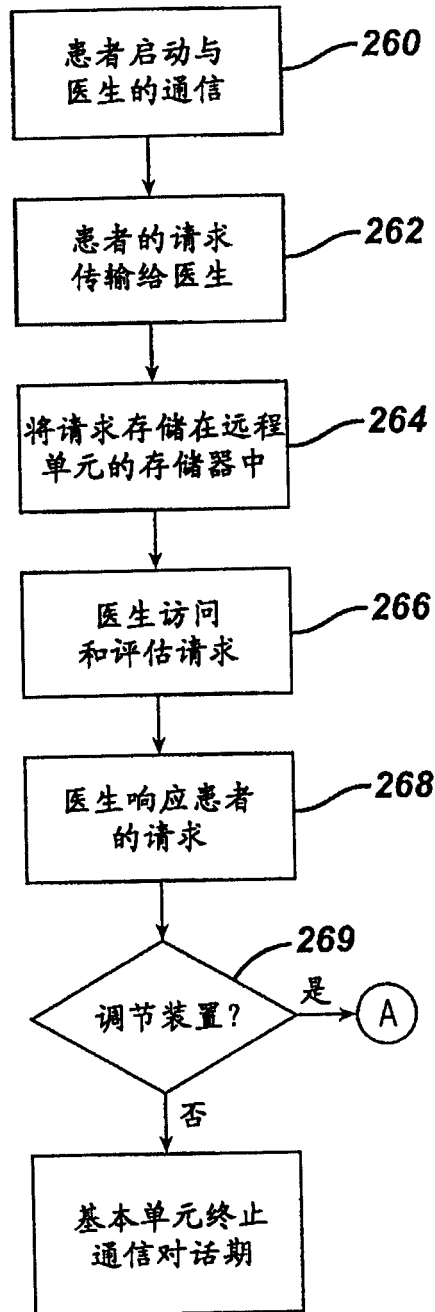 患者启动与
医生的通信
260
患者的请求
传输给医生
262
将请求存储在远程
单元的存储器中
264
医生访问
和评估请求
266
医生响应患者
的请求
268
269
调节装置?
是
A
否
基本单元终止
通信对话期